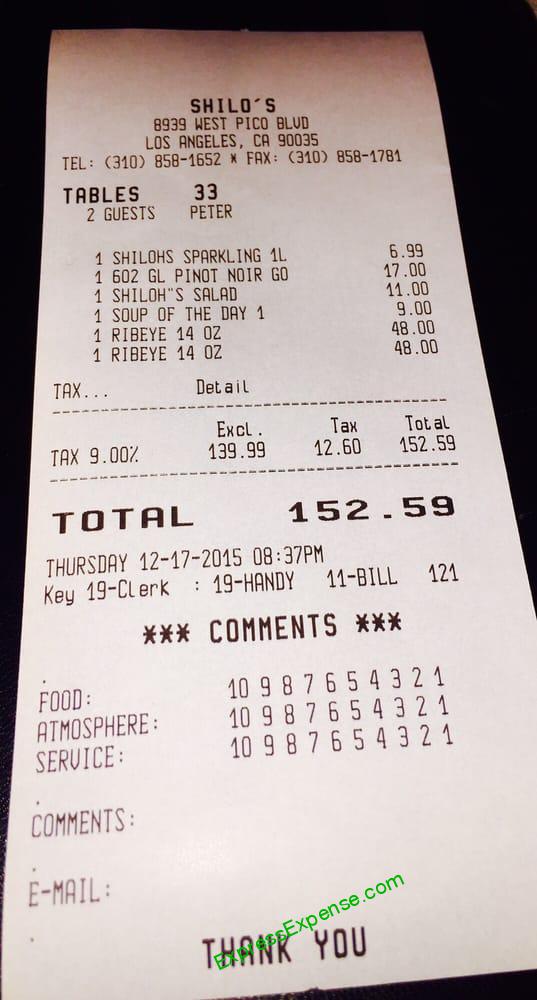 SHILO'S
8939 WEST PICO BLVD
LOS ANGELES, CA 90035
TEL: (310) 858-1652 * FAX: (310) 858-1781
TABLES 33
2 GUESTS PETER
1 SHILOHS SPARKLING 1L 6.99
1 602 GL PINOT NOIR GO 17.00
1 SHILOH"S SALAD 11.00
1 SOUP OF THE DAY 1 9.00
1 RIBEYE 14 OZ 48.00
1 RIBEYE 14 OZ 48.00
TAX... Detail
Excl. Tax Total
TAX 9.00% 139.99 12.60 152.59
TOTAL 152.59
THURSDAY 12-17-2015 08:37PM
Key 19-Clerk : 19-HANDY 11-BILL 121
*** COMMENTS ***
.
FOOD: 10 9 8 7 6 5 4 3 2 1
ATMOSPHERE: 10 9 8 7 6 5 4 3 2 1
SERVICE: 10 9 8 7 6 5 4 3 2 1
.
COMMENTS:
.
E-MAIL:
.
THANK YOU
ExpressExpense.com